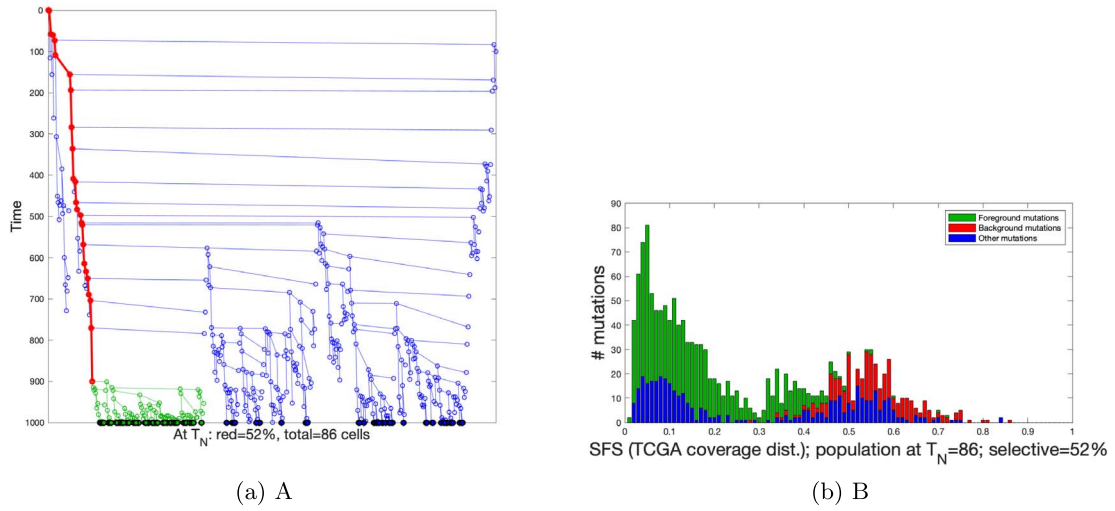 0
100
200
300
400
500
600
700
800
900
1000
Time
At T_N: red=52%, total=86 cells
(a) A
90
80
70
60
50
40
30
20
10
0
# mutations
Foreground mutations
Background mutations
Other mutations
0 0.1 0.2 0.3 0.4 0.5 0.6 0.7 0.8 0.9 1
SFS (TCGA coverage dist.); population at T_N=86; selective=52%
(b) B